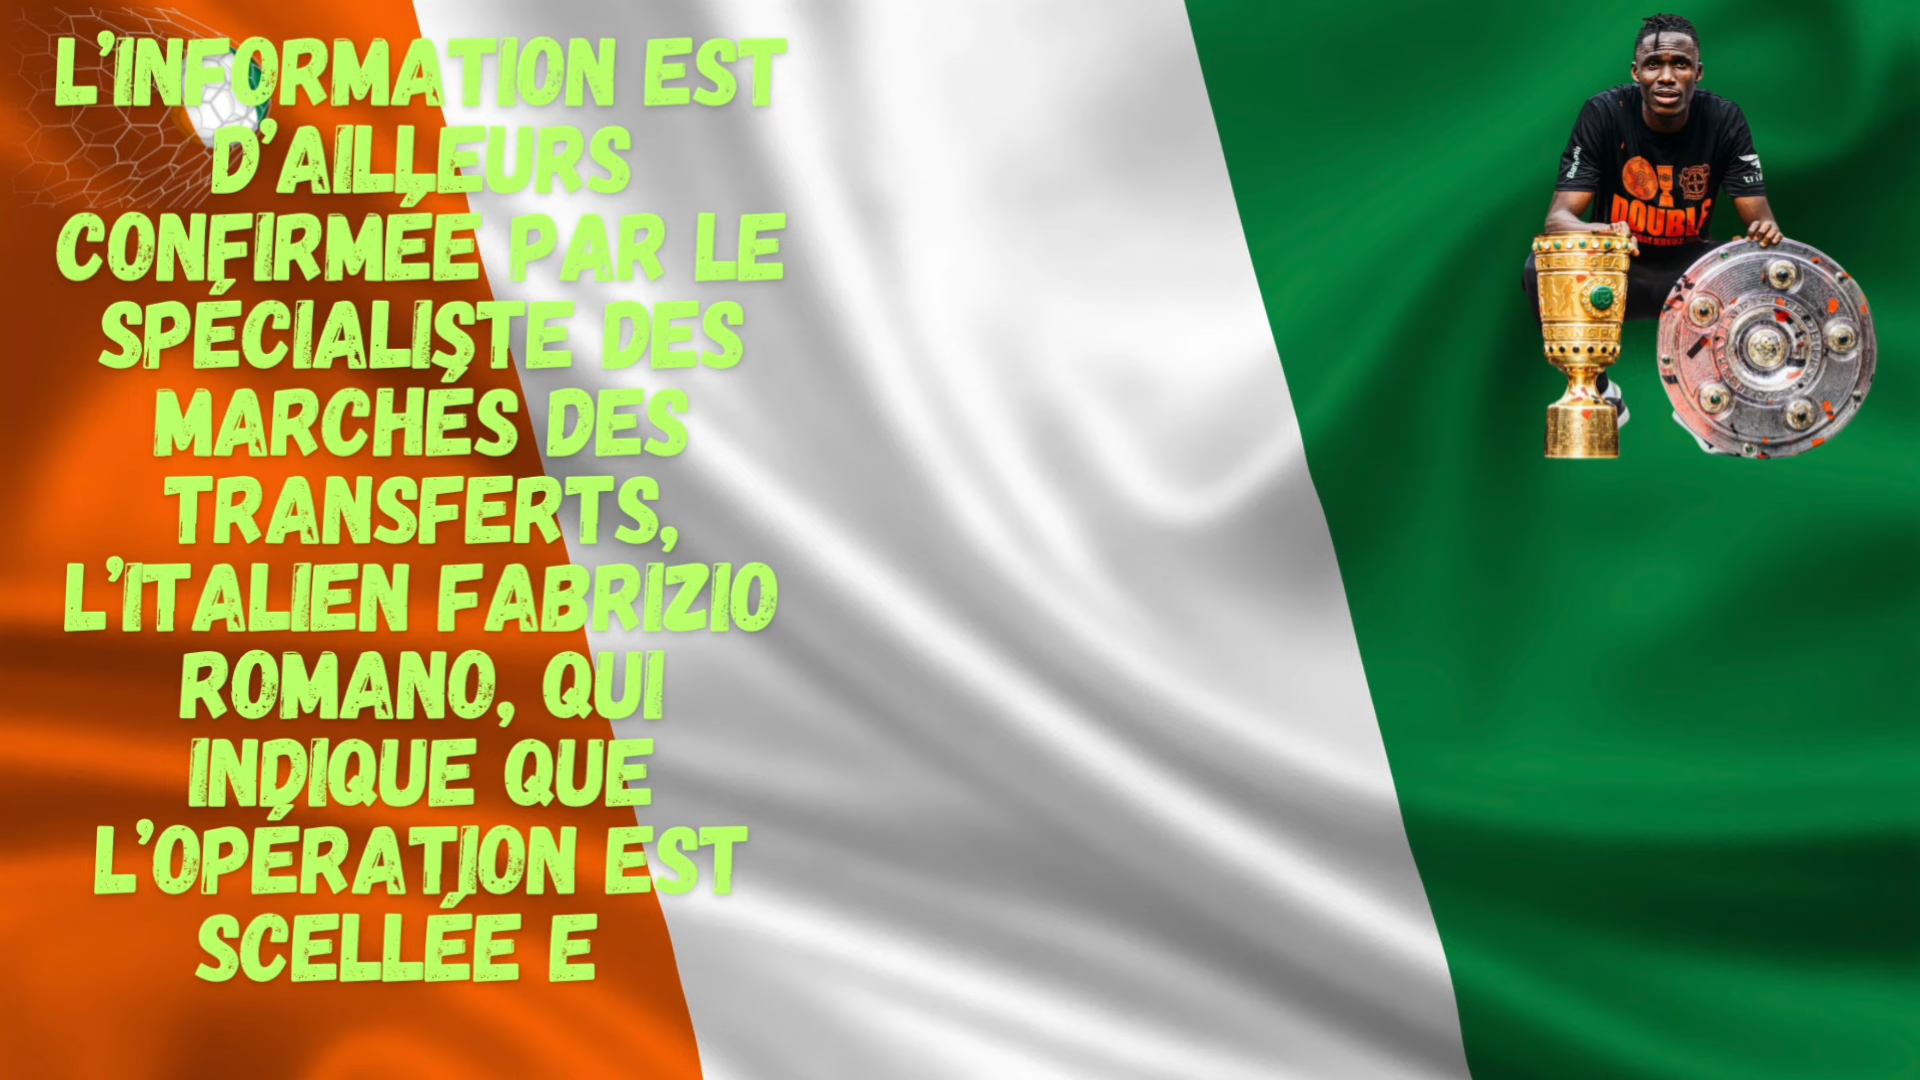 L'INFORMATION EST
D'AILLEURS
CONFIRMÉE PAR LE
SPÉCIALISTE DES
MARCHÉS DES
TRANSFERTS,
L'ITALIEN FABRIZIO
ROMANO, QUI
INDIQUE QUE
L'OPÉRATION EST
SCELLÉE E
DOUBLE